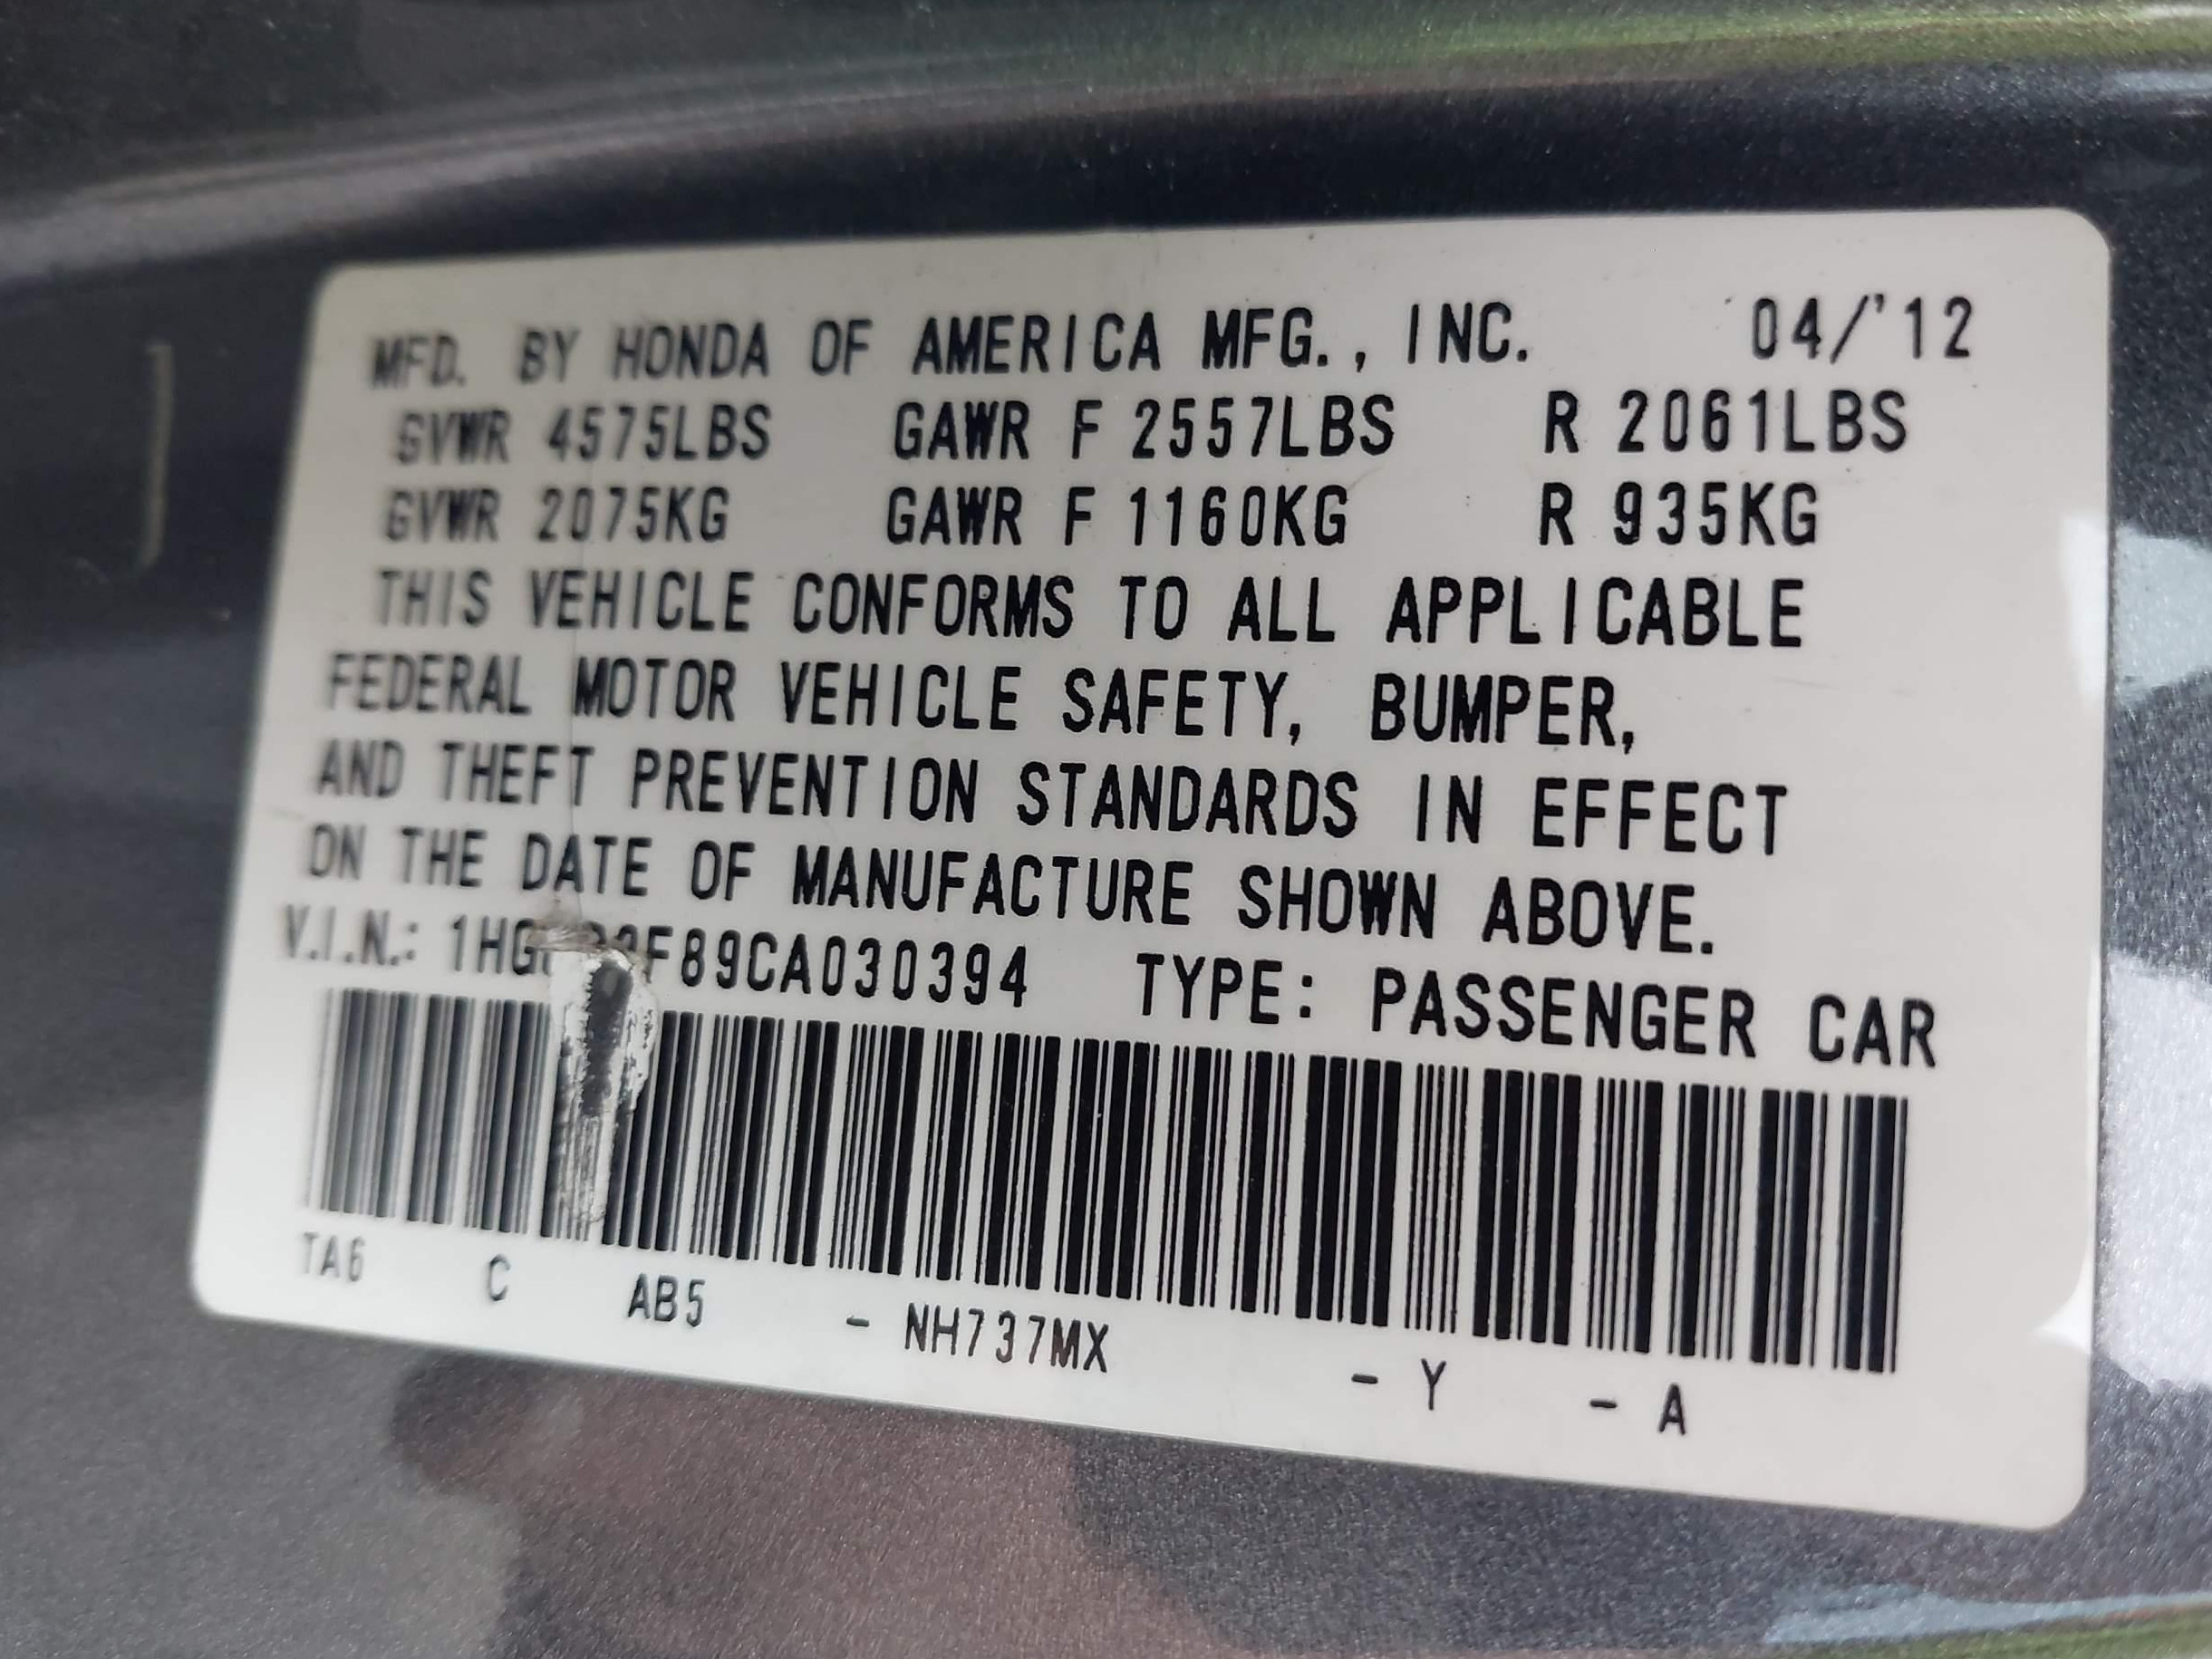 MFD. BY HONDA OF AMERICA MFG., INC. 04/'12
GVWR 4575LBS GAWR F 2557LBS R 2061LBS
GVWR 2075KG GAWR F 1160KG R 935KG
THIS VEHICLE CONFORMS TO ALL APPLICABLE
FEDERAL MOTOR VEHICLE SAFETY, BUMPER,
AND THEFT PREVENTION STANDARDS IN EFFECT
ON THE DATE OF MANUFACTURE SHOWN ABOVE.
V.I.N.: TYPE: PASSENGER CAR
TA6 C AB5 - NH737MX - Y - A